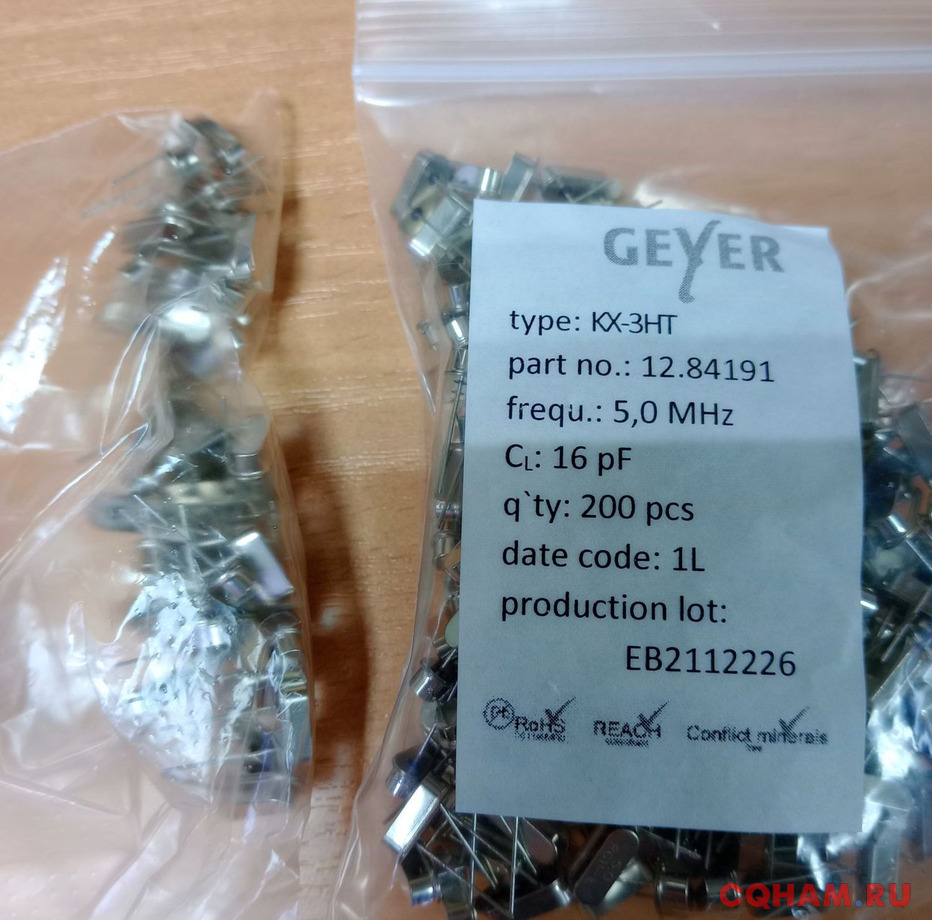 GEYER
type: KX-3HT
part no.: 12.84191
frequ.: 5,0 MHz
CL: 16 pF
q`ty: 200 pcs
date code: 1L
production lot:
EB2112226
RoHS REACH Conflict minerals
CQHAM.RU